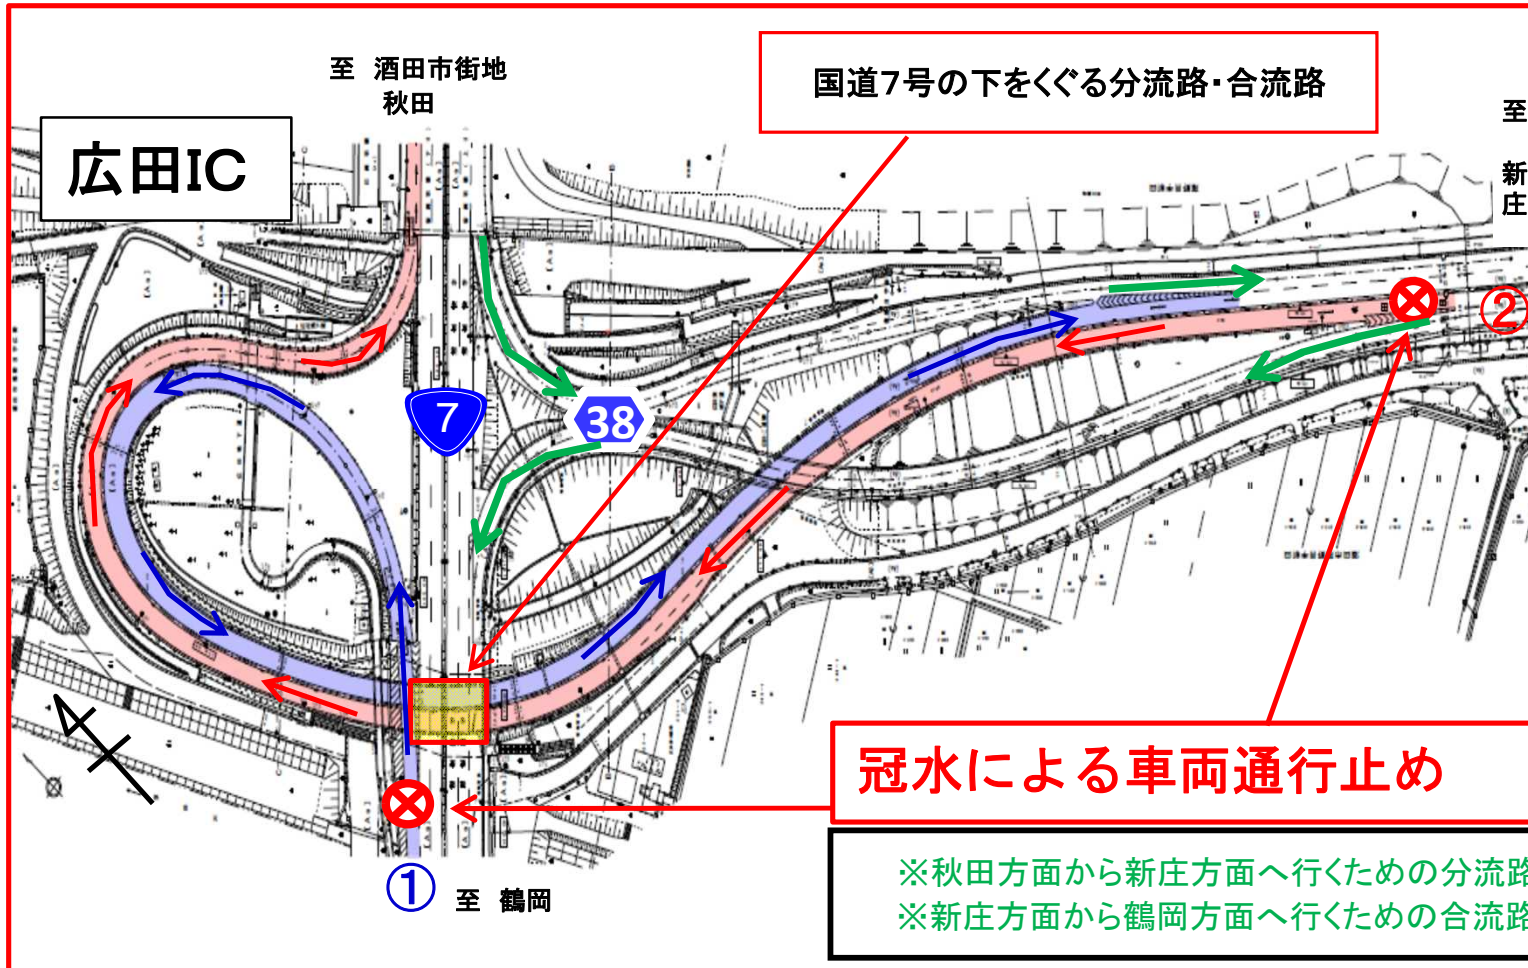 至 酒田市街地
秋田
国道7号の下をくぐる分流路・合流路
至
新
庄
広田IC
②
7
38
冠水による車両通行止め
① 至 鶴岡
※秋田方面から新庄方面へ行くための分流路
※新庄方面から鶴岡方面へ行くための合流路